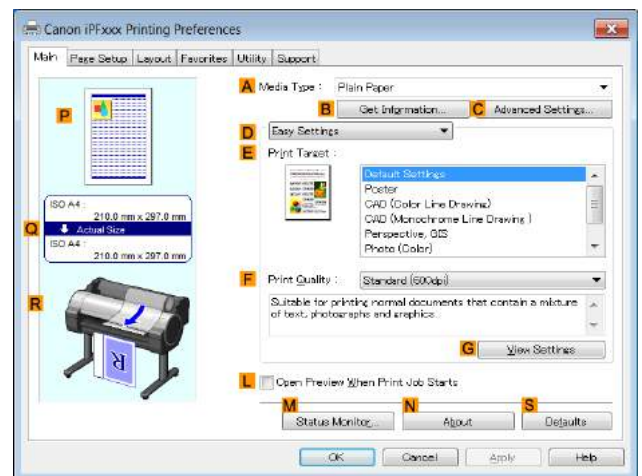 Canon iPFxxx Printing Preferences
Main Page Setup Layout Favorites Utility Support
A Media Type : Plain Paper
B Get Information... C Advanced Settings...
D Easy Settings
E Print Target :
Default Settings
Poster
CAD (Color Line Drawing)
CAD (Monochrome Line Drawing )
Perspective, GIS
Photo (Color)
F Print Quality : Standard (600dpi)
Suitable for printing normal documents that contain a mixture
of text, photographs and graphics.
G View Settings
P
ISO A4 :
210.0 mm x 297.0 mm
Q Actual Size
ISO A4 :
210.0 mm x 297.0 mm
R
R
L Open Preview When Print Job Starts
M N S
Status Monitor... About Defaults
OK Cancel Apply Help